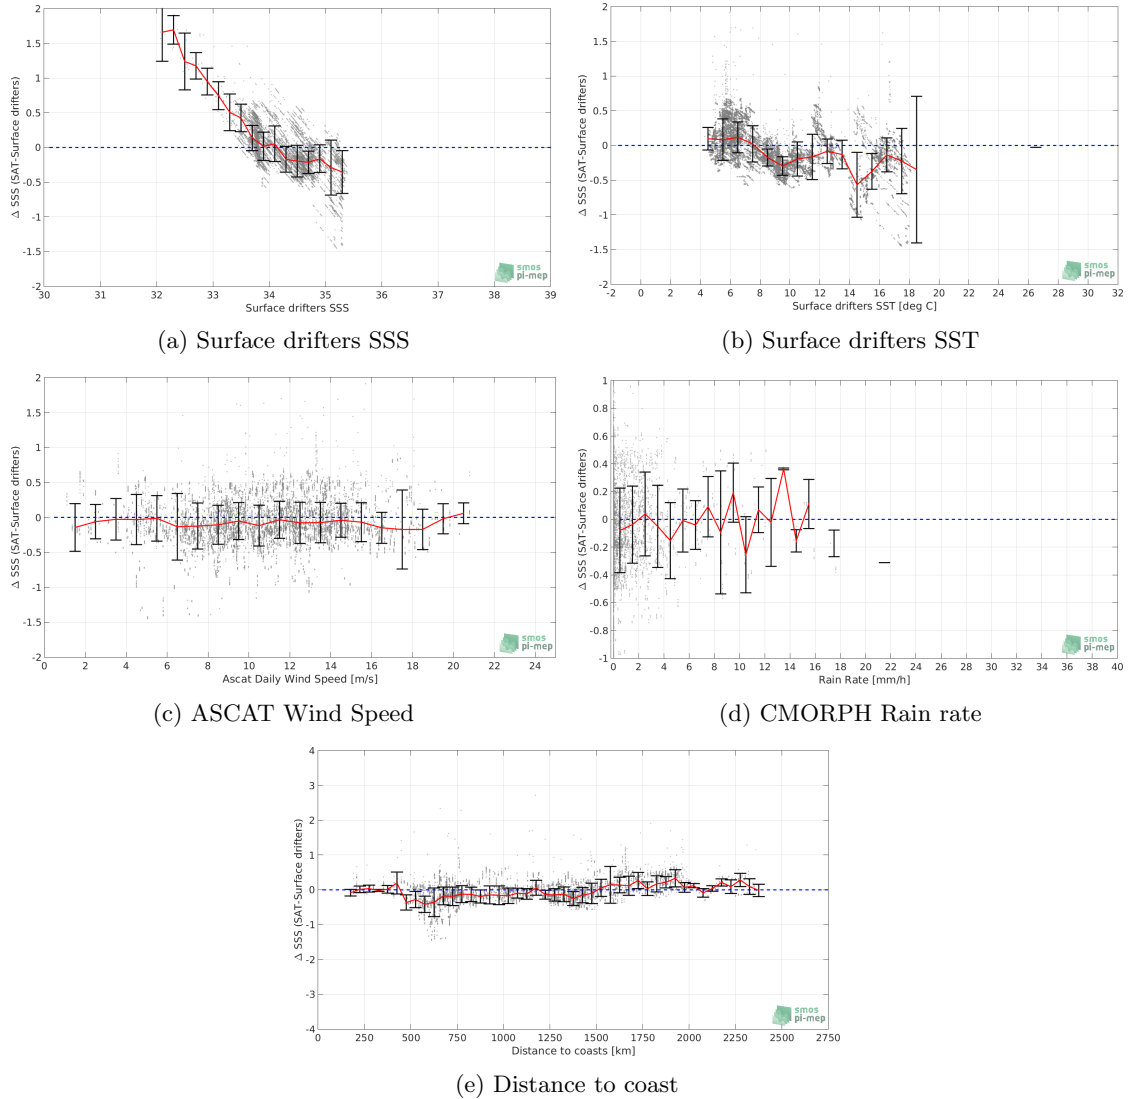 2
1.5
1
0.5
0
-0.5
-1
-1.5
-2
Δ SSS (SAT-Surface drifters)
30 31 32 33 34 35 36 37 38 39
Surface drifters SSS
smos
pi-mep
(a) Surface drifters SSS
2
1.5
1
0.5
0
-0.5
-1
-1.5
-2
Δ SSS (SAT-Surface drifters)
-2 0 2 4 6 8 10 12 14 16 18 20 22 24 26 28 30 32
Surface drifters SST [deg C]
smos
pi-mep
(b) Surface drifters SST
2
1.5
1
0.5
0
-0.5
-1
-1.5
-2
Δ SSS (SAT-Surface drifters)
0 2 4 6 8 10 12 14 16 18 20 22 24
Ascat Daily Wind Speed [m/s]
smos
pi-mep
(c) ASCAT Wind Speed
1
0.8
0.6
0.4
0.2
0
-0.2
-0.4
-0.6
-0.8
-1
Δ SSS (SAT-Surface drifters)
0 2 4 6 8 10 12 14 16 18 20 22 24 26 28 30 32 34 36 38 40
Rain Rate [mm/h]
smos
pi-mep
(d) CMORPH Rain rate
4
3
2
1
0
-1
-2
-3
-4
Δ SSS (SAT-Surface drifters)
0 250 500 750 1000 1250 1500 1750 2000 2250 2500 2750
Distance to coasts [km]
smos
pi-mep
(e) Distance to coast